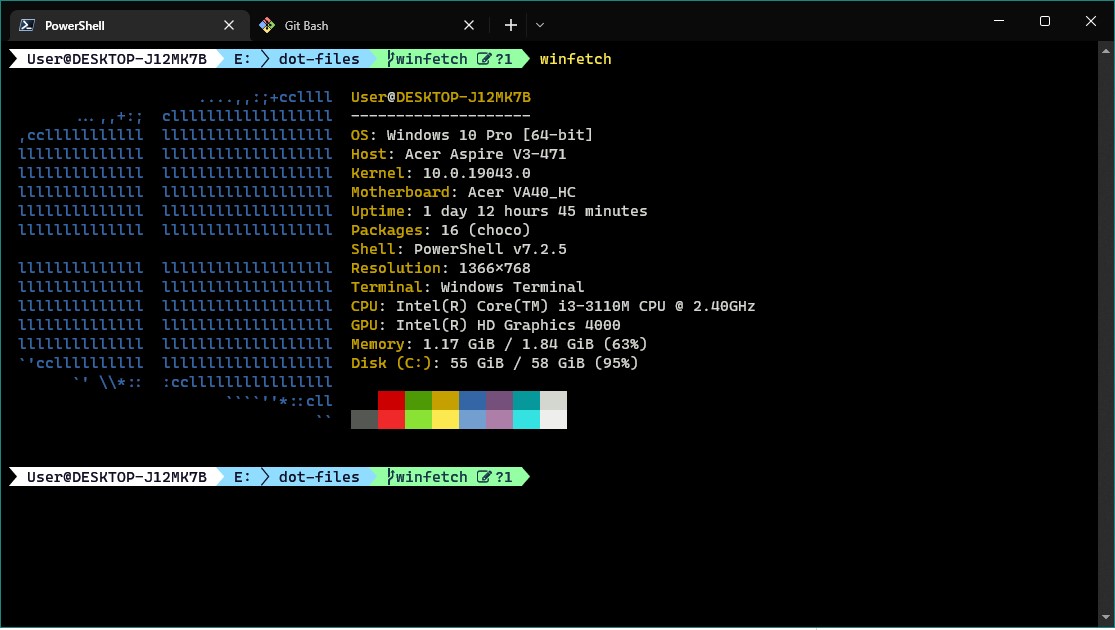 PowerShell
Git Bash
User@DESKTOP-J12MK7B E: dot-files winfetch ?1 winfetch
....,,:;+ccllll User@DESKTOP-J12MK7B
...,,+:; cllllllllllllllllll --------------------
,cclllllllllll lllllllllllllllllll OS: Windows 10 Pro [64-bit]
llllllllllllll lllllllllllllllllll Host: Acer Aspire V3-471
llllllllllllll lllllllllllllllllll Kernel: 10.0.19043.0
llllllllllllll lllllllllllllllllll Motherboard: Acer VA40_HC
llllllllllllll lllllllllllllllllll Uptime: 1 day 12 hours 45 minutes
llllllllllllll lllllllllllllllllll Packages: 16 (choco)
Shell: PowerShell v7.2.5
llllllllllllll lllllllllllllllllll Resolution: 1366×768
llllllllllllll lllllllllllllllllll Terminal: Windows Terminal
llllllllllllll lllllllllllllllllll CPU: Intel(R) Core(TM) i3-3110M CPU @ 2.40GHz
llllllllllllll lllllllllllllllllll GPU: Intel(R) HD Graphics 4000
llllllllllllll lllllllllllllllllll Memory: 1.17 GiB / 1.84 GiB (63%)
`'ccllllllllll lllllllllllllllllll Disk (C:): 55 GiB / 58 GiB (95%)
`' \\*:: :ccllllllllllllllll
````''*::cll
``
User@DESKTOP-J12MK7B E: dot-files winfetch ?1